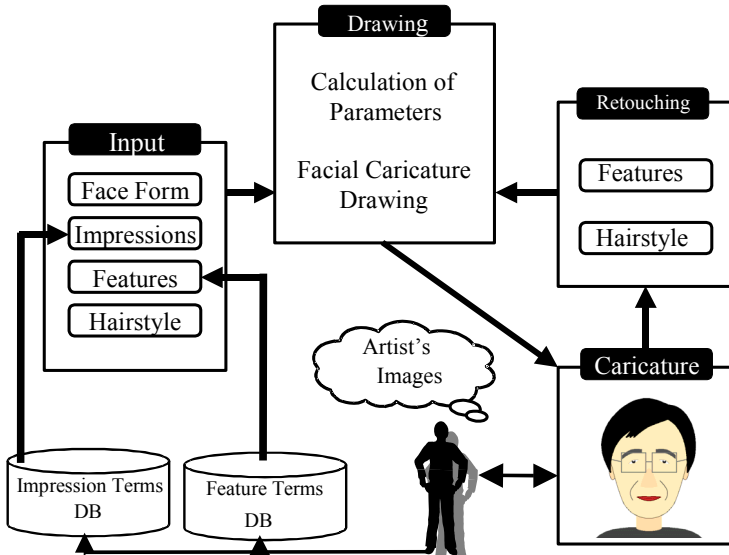 Drawing
Calculation of
Parameters
Facial Caricature
Drawing
Input
Face Form
Impressions
Features
Hairstyle
Retouching
Features
Hairstyle
Artist's
Images
Caricature
Impression Terms
DB
Feature Terms
DB